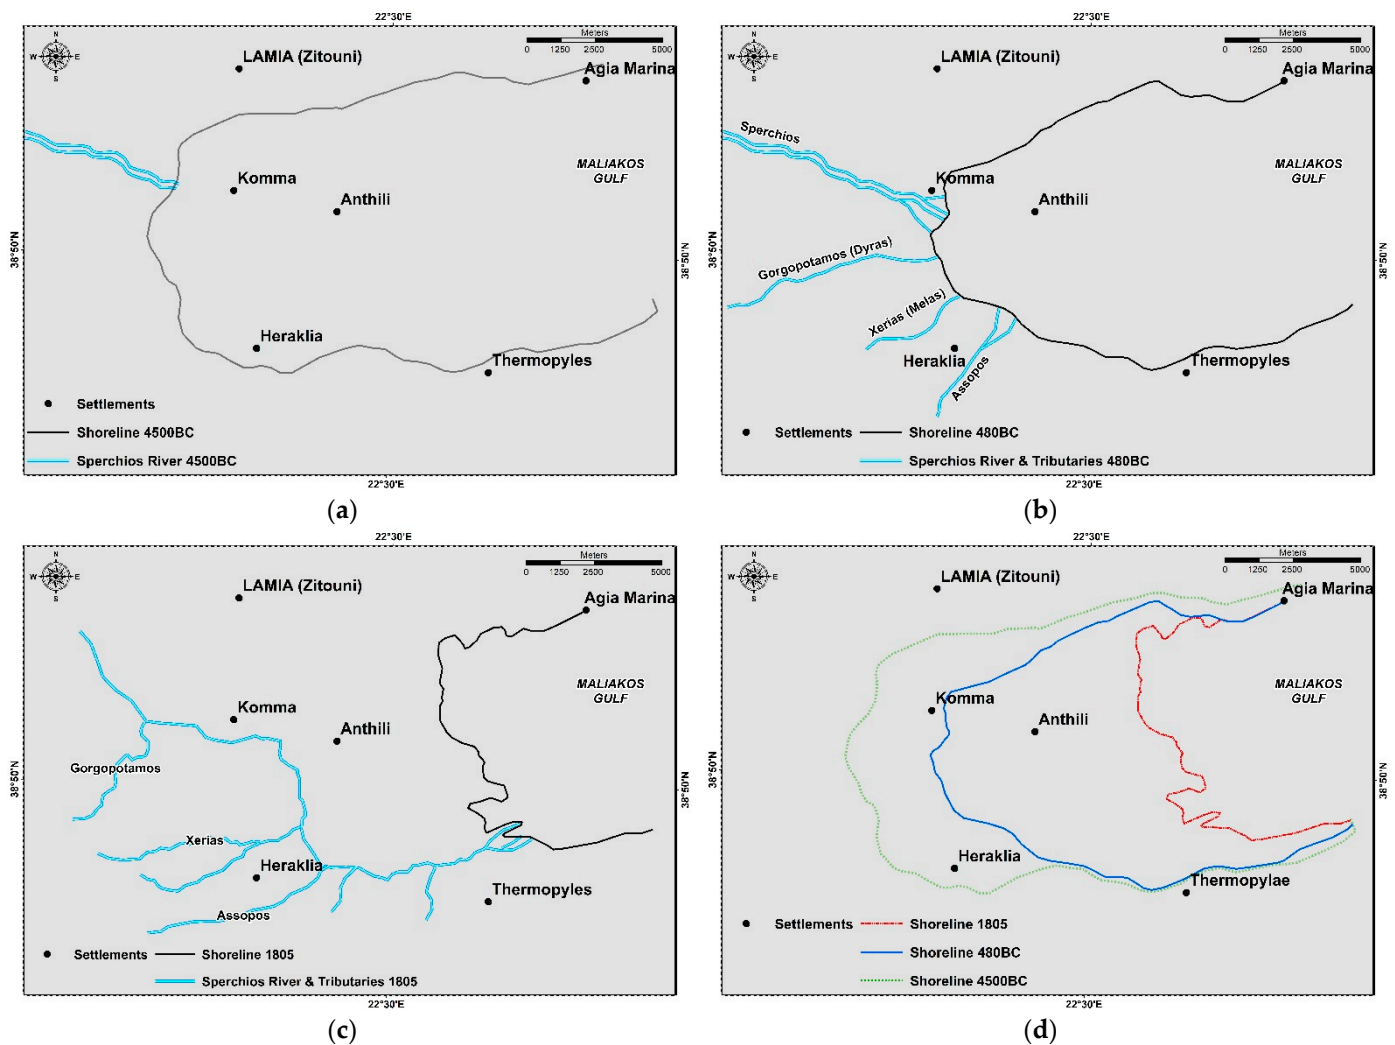 22°30'E
N
W E
S
LAMIA (Zitouni)
Meters
0 1250 2500 5000
Agia Marina
MALIAKOS
GULF
Komma
Anthili
38°50'N
Heraklia
Thermopyles
Settlements
Shoreline 4500BC
Sperchios River 4500BC
22°30'E
(a)
22°30'E
N
W E
S
LAMIA (Zitouni)
Meters
0 1250 2500 5000
Agia Marina
Sperchios
MALIAKOS
GULF
Komma
Anthili
Gorgopotamos (Dyras)
38°50'N
Xerias (Melas)
Heraklia
Assopos
Thermopyles
Settlements
Shoreline 480BC
Sperchios River & Tributaries 480BC
22°30'E
(b)
22°30'E
N
W E
S
LAMIA (Zitouni)
Meters
0 1250 2500 5000
Agia Marina
MALIAKOS
GULF
Komma
Anthili
Gorgopotamos
38°50'N
Xerias
Heraklia
Thermopyles
Assopos
Settlements
Shoreline 1805
Sperchios River & Tributaries 1805
22°30'E
(c)
22°30'E
N
W E
S
LAMIA (Zitouni)
Meters
0 1250 2500 5000
Agia Marina
MALIAKOS
GULF
Komma
Anthili
38°50'N
Heraklia
Thermopylae
Settlements
Shoreline 1805
Shoreline 480BC
Shoreline 4500BC
22°30'E
(d)
38°50'N